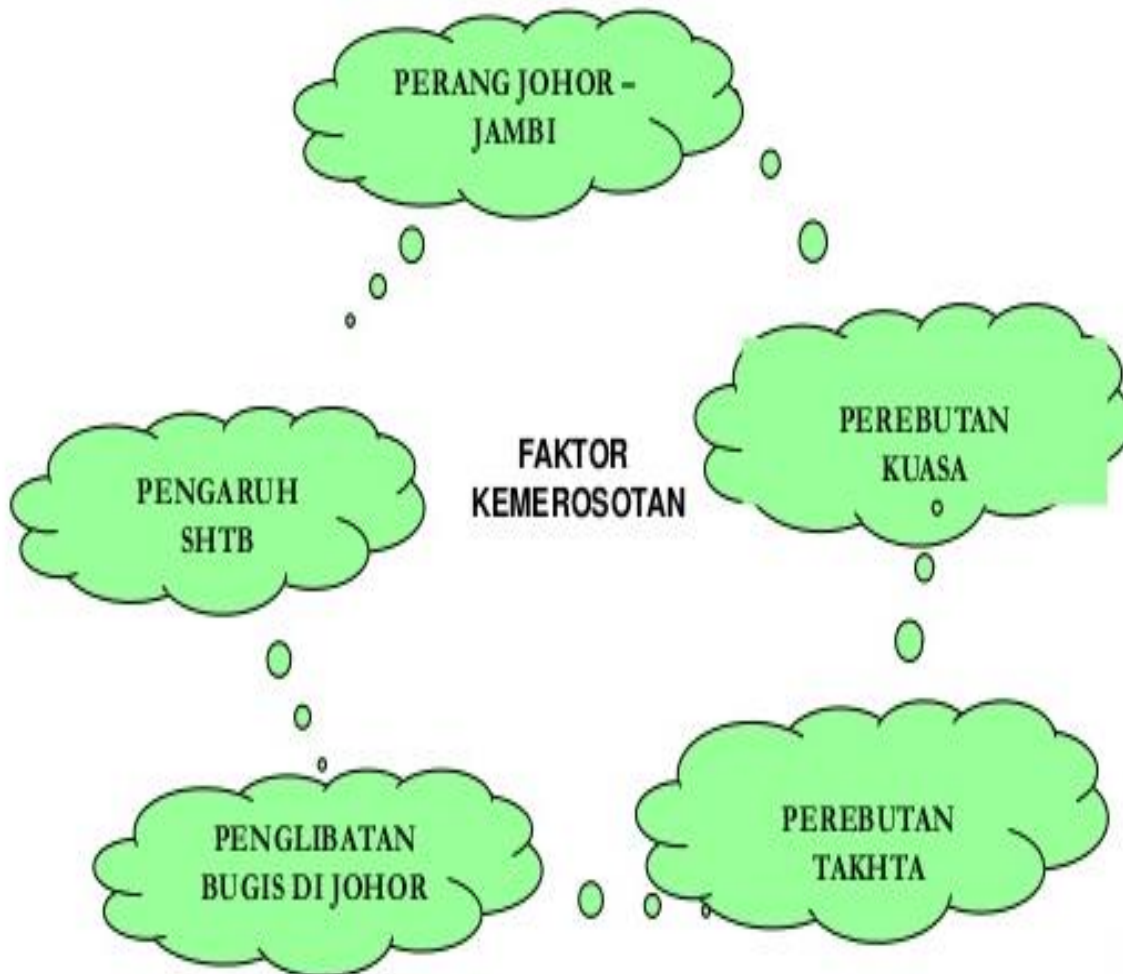 PERANG JOHOR –
JAMBI
PEREBUTAN
KUASA
FAKTOR
KEMEROSOTAN
PENGARUH
SHTB
PENGLIBATAN
BUGIS DI JOHOR
PEREBUTAN
TAKHTA